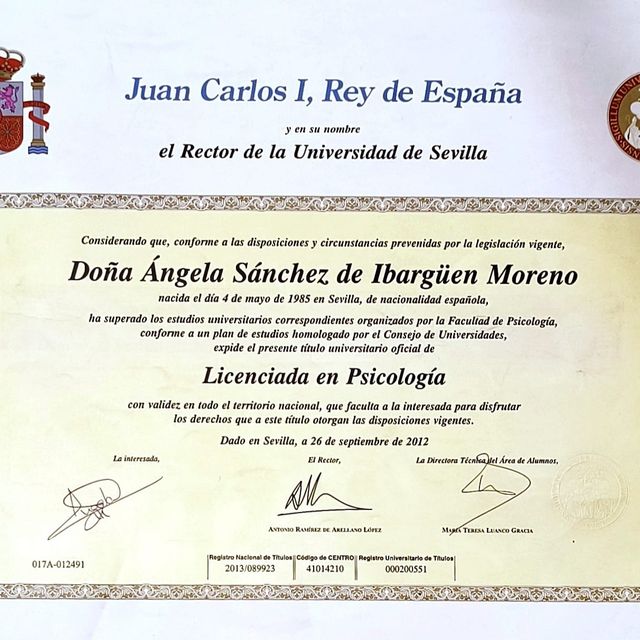 Juan Carlos I, Rey de España
y en su nombre
el Rector de la Universidad de Sevilla
Considerando que, conforme a las disposiciones y circunstancias prevenidas por la legislación vigente,
Doña Ángela Sánchez de Ibargüen Moreno
nacida el día 4 de mayo de 1985 en Sevilla, de nacionalidad española,
ha superado los estudios universitarios correspondientes organizados por la Facultad de Psicología,
conforme a un plan de estudios homologado por el Consejo de Universidades,
expide el presente título universitario oficial de
Licenciada en Psicología
con validez en todo el territorio nacional, que faculta a la interesada para disfrutar
los derechos que a este título otorgan las disposiciones vigentes.
Dado en Sevilla, a 26 de septiembre de 2012
La interesada, El Rector, La Directora Técnica del Área de Alumnos,
ANTONIO RAMÍREZ DE ARELLANO LÓPEZ MARÍA TERESA LUANCO GRACIA
Registro Nacional de Títulos Código de CENTRO Registro Universitario de Títulos
017A-012491 2013/089923 41014210 000200551